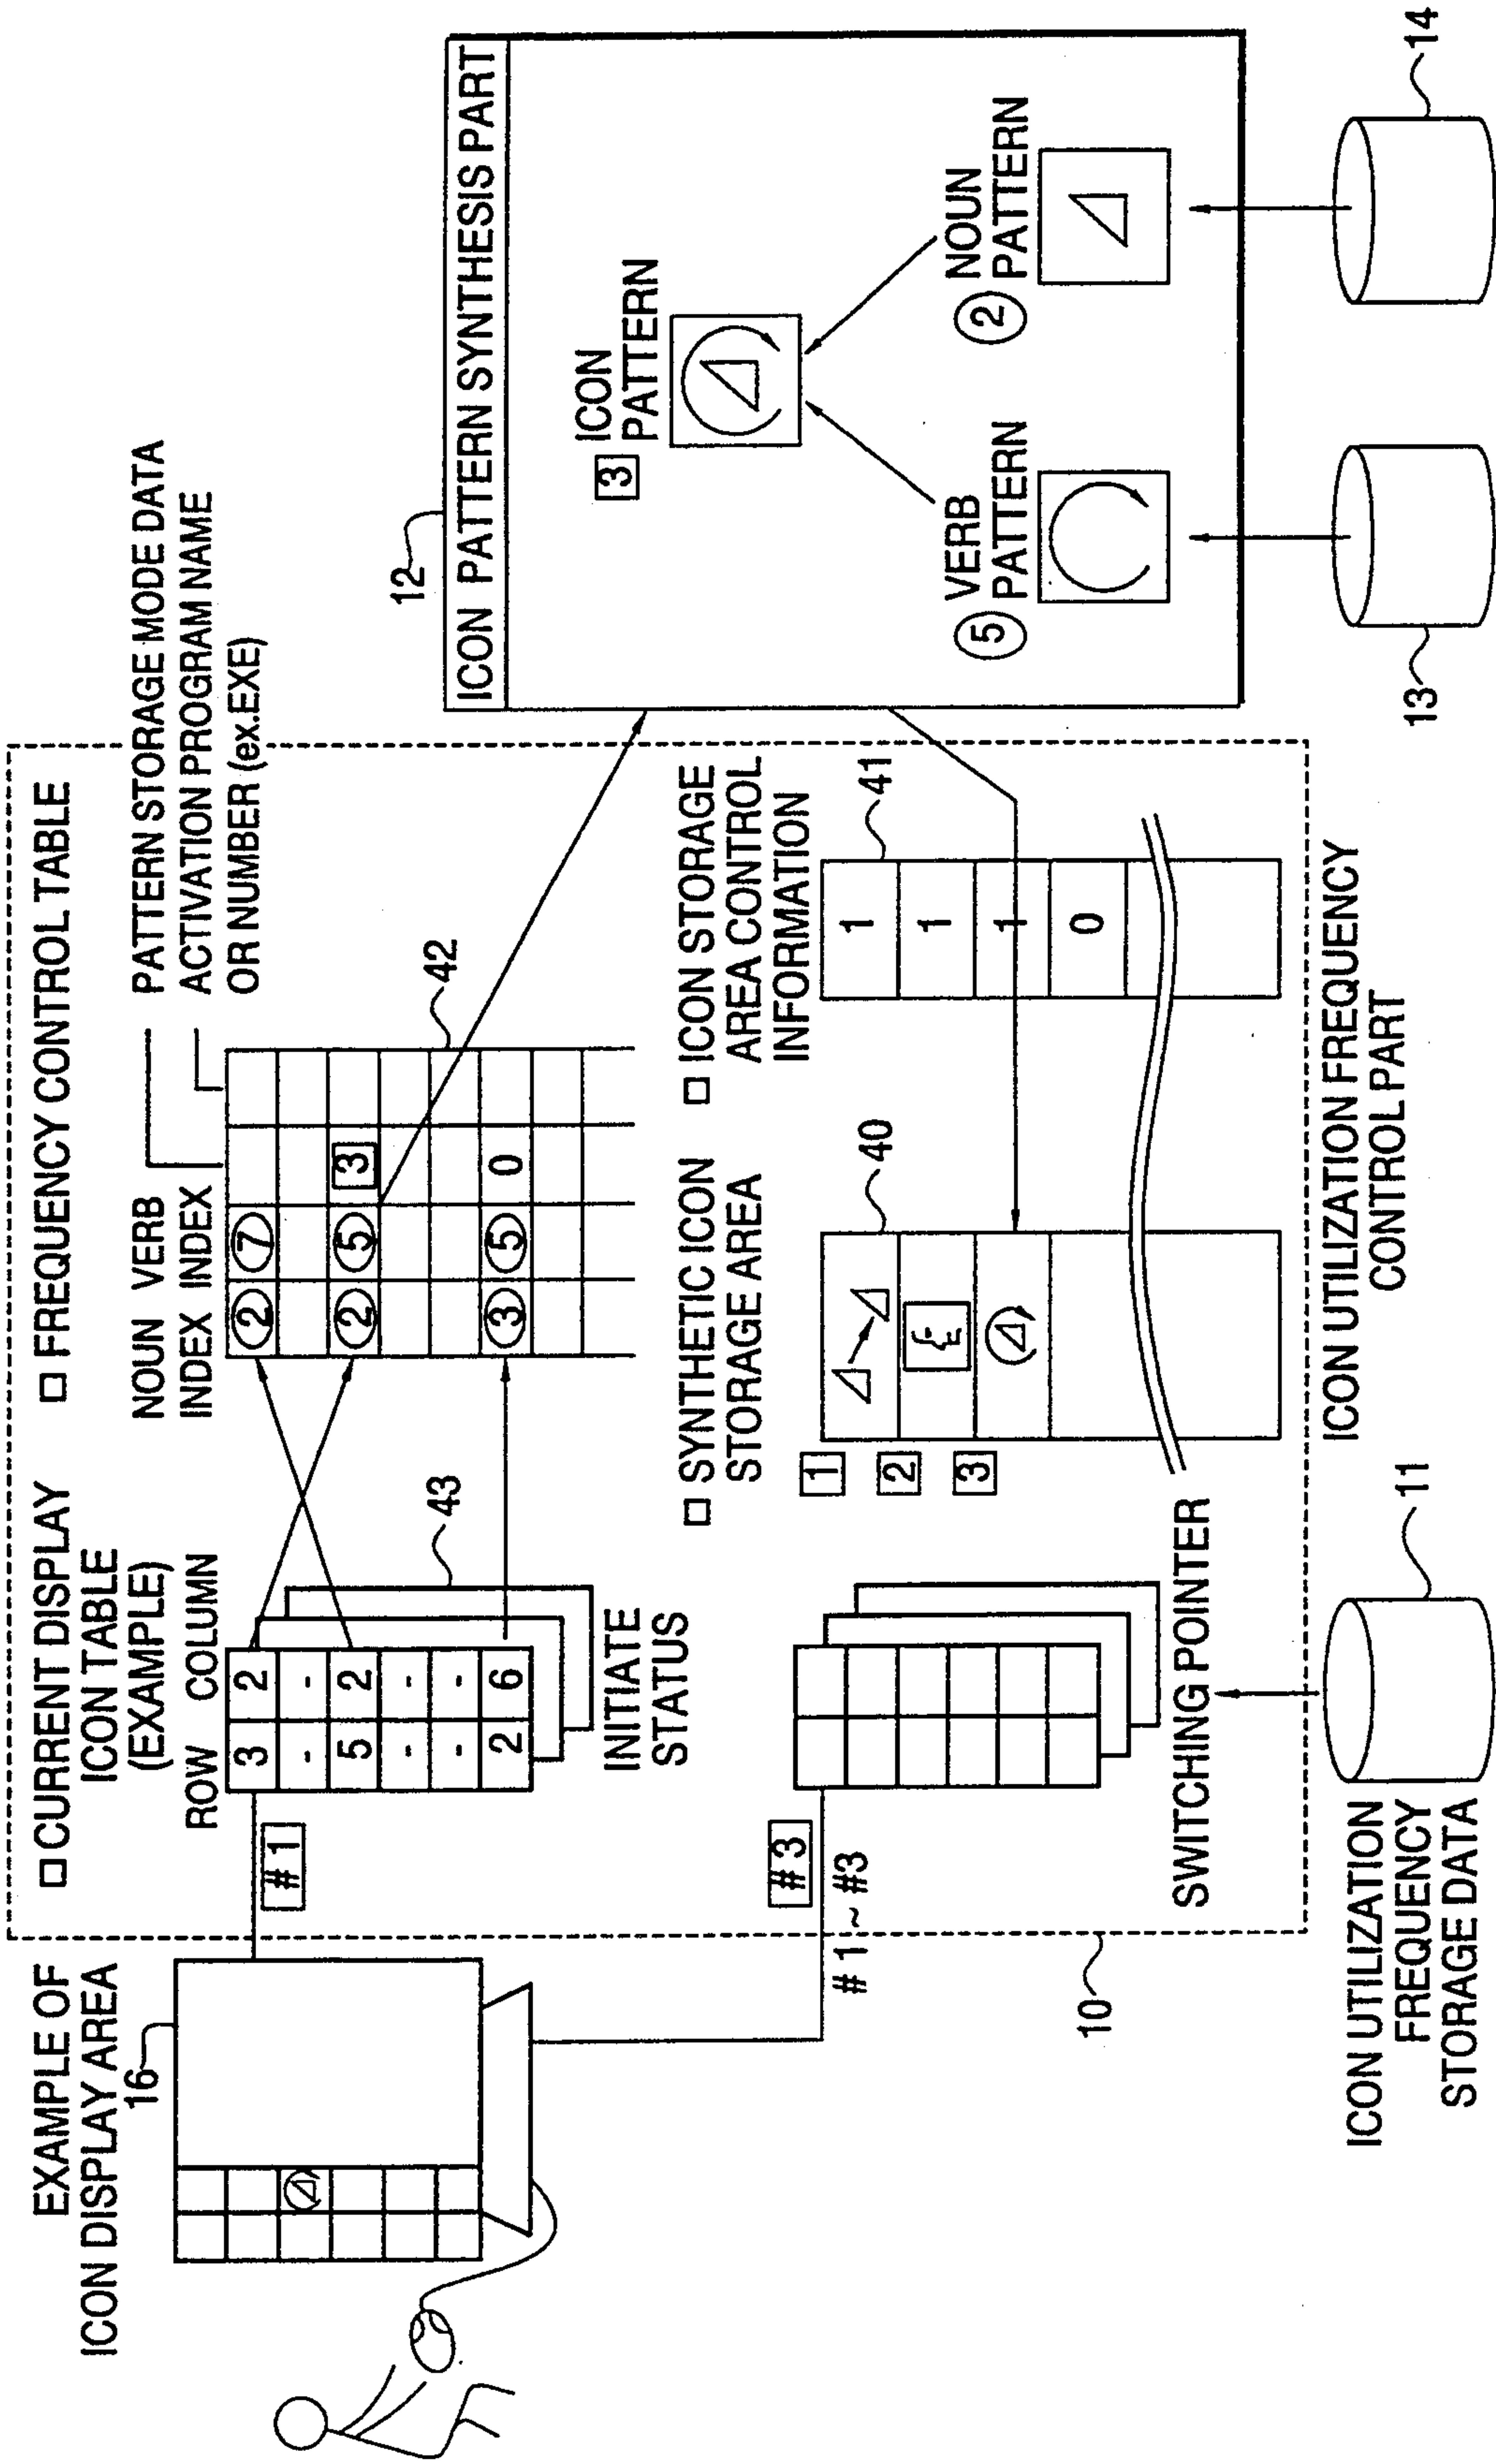 EXAMPLE OF
ICON DISPLAY AREA
16
□ CURRENT DISPLAY
ICON TABLE
(EXAMPLE)
ROW COLUMN
3 2
- -
5 2
- -
- -
2 6
# 1
43
INITIATE
STATUS
□ FREQUENCY CONTROL TABLE
NOUN VERB
INDEX INDEX
PATTERN STORAGE MODE DATA
ACTIVATION PROGRAM NAME
OR NUMBER (ex.EXE)
② ⑦
② ⑤ 3
③ ⑤ 0
42
# 3
# 1 ~ #3
SWITCHING POINTER
□ SYNTHETIC ICON
STORAGE AREA
40
1
2
3
□ ICON STORAGE
AREA CONTROL
INFORMATION
41
1
1
1
0
10
ICON UTILIZATION FREQUENCY
CONTROL PART
ICON UTILIZATION
FREQUENCY
STORAGE DATA
11
12
ICON PATTERN SYNTHESIS PART
3 ICON
PATTERN
⑤ VERB
PATTERN
② NOUN
PATTERN
13
14